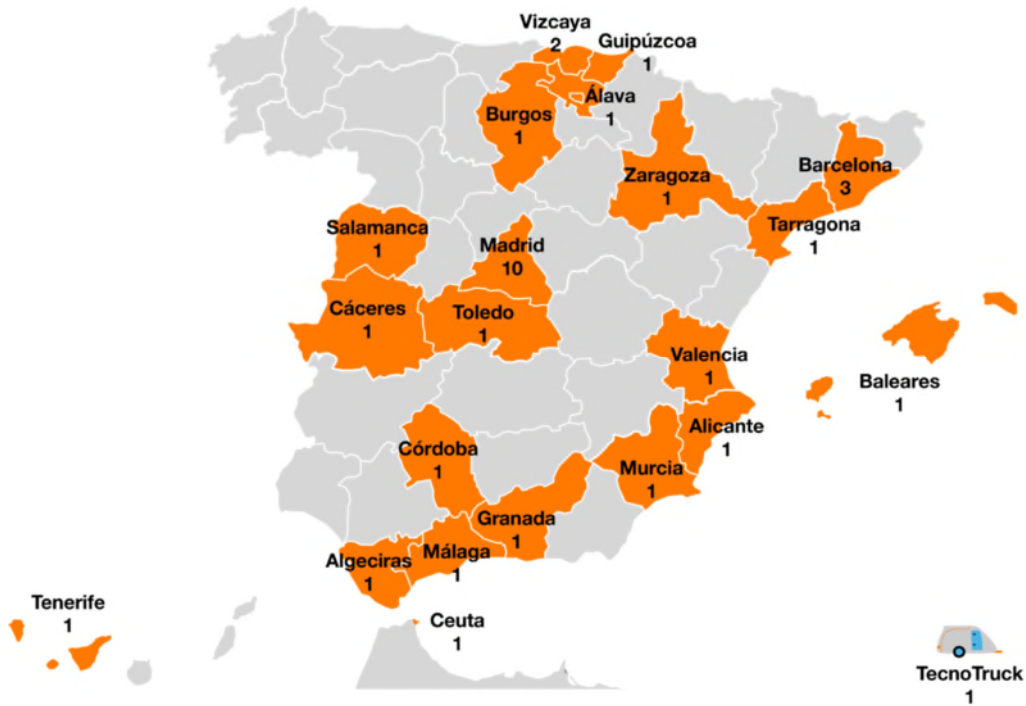 Vizcaya
2
Guipúzcoa
1
Álava
1
Burgos
1
Zaragoza
1
Barcelona
3
Tarragona
1
Salamanca
1
Madrid
10
Cáceres
1
Toledo
1
Valencia
1
Baleares
1
Alicante
1
Córdoba
1
Murcia
1
Granada
1
Algeciras
1
Málaga
1
Tenerife
1
Ceuta
1
TecnoTruck
1